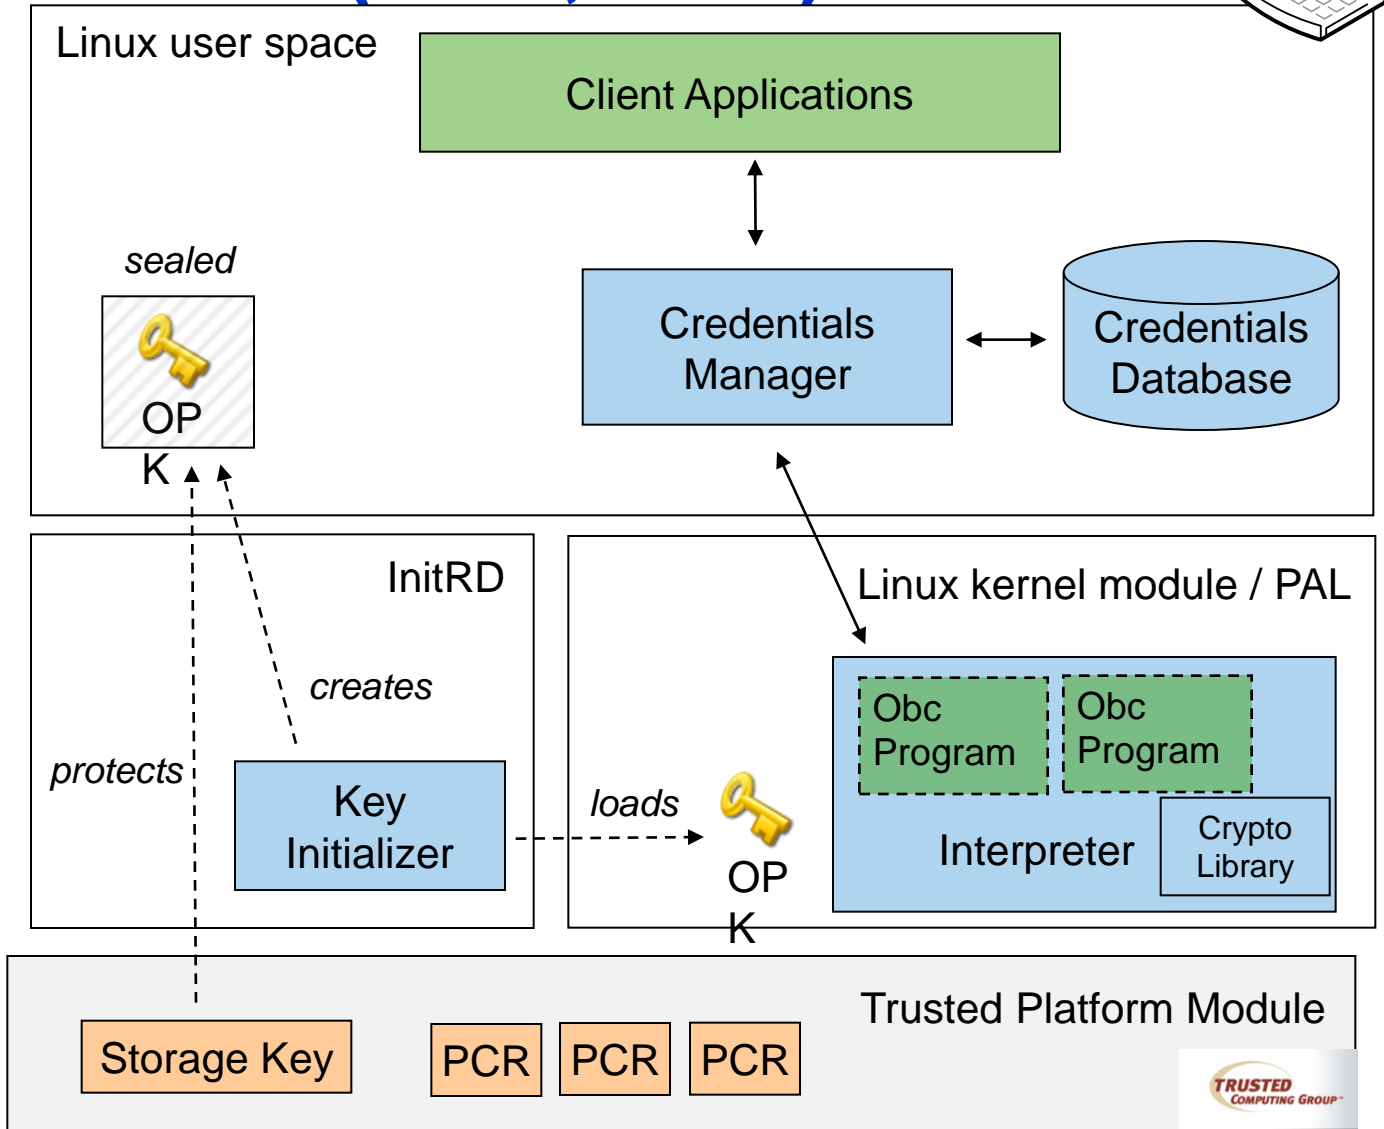 Linux user space
Client Applications
sealed
OP
K
Credentials
Manager
Credentials
Database
InitRD
creates
protects
Key
Initializer
loads
OP
K
Linux kernel module / PAL
Obc
Program
Obc
Program
Interpreter
Crypto
Library
Trusted Platform Module
Storage Key
PCR
PCR
PCR
TRUSTED
COMPUTING GROUP™